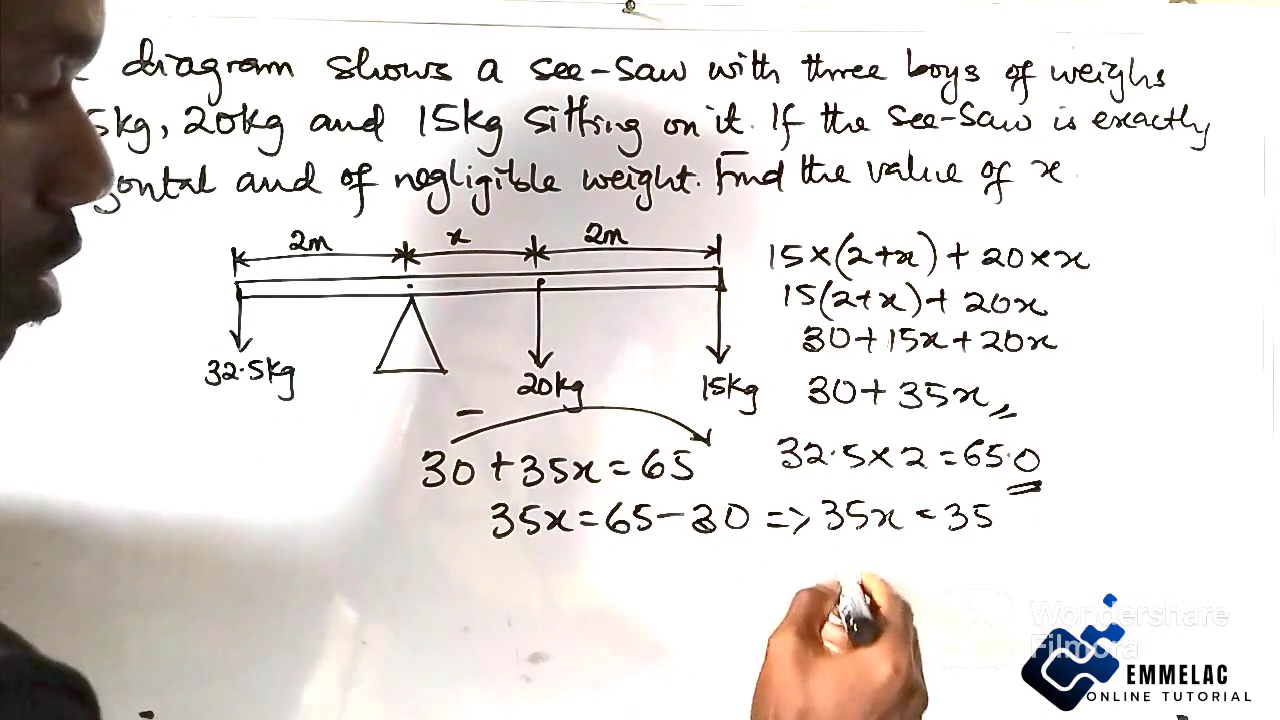 diagram shows a see-saw with three boys of weighs
5kg, 20kg and 15kg sitting on it. If the see-saw is exactly
ontal and of negligible weight. Find the value of x
2m x 2m
32.5kg 20kg 15kg
15×(2+x)+20×x
15(2+x)+20x
30+15x+20x
30+35x
32.5×2=65.0
−
30+35x=65
35x=65−30 => 35x=35
Wondershare
Filmora
EMMELAC
ONLINE TUTORIAL